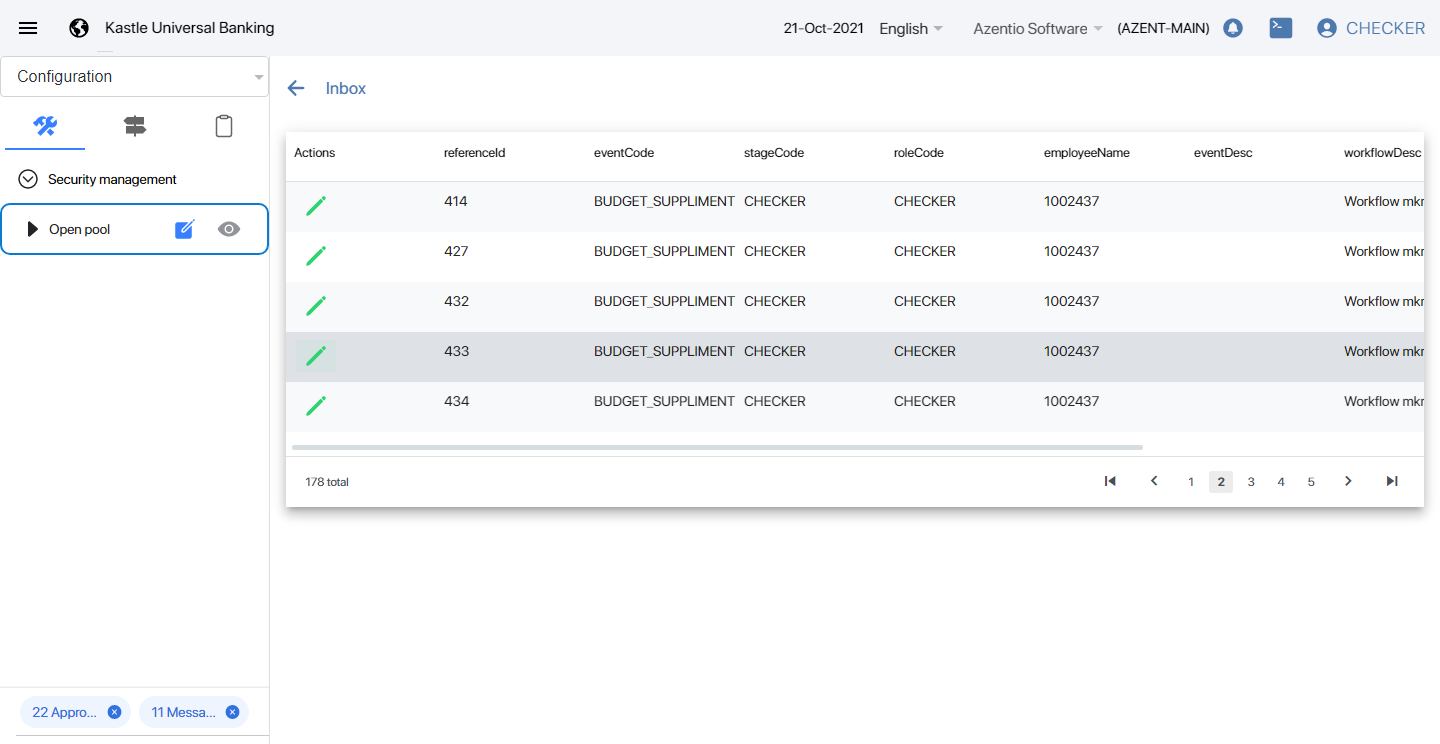 Kastle Universal Banking 21-Oct-2021 English Azentio Software (AZENT-MAIN) CHECKER
Configuration
Security management
Open pool
22 Appro...
11 Messa...
Inbox
Actions referenceId eventCode stageCode roleCode employeeName eventDesc workflowDesc
414 BUDGET_SUPPLIMENT CHECKER CHECKER 1002437 Workflow mkr
427 BUDGET_SUPPLIMENT CHECKER CHECKER 1002437 Workflow mkr
432 BUDGET_SUPPLIMENT CHECKER CHECKER 1002437 Workflow mkr
433 BUDGET_SUPPLIMENT CHECKER CHECKER 1002437 Workflow mkr
434 BUDGET_SUPPLIMENT CHECKER CHECKER 1002437 Workflow mkr
178 total 1 2 3 4 5